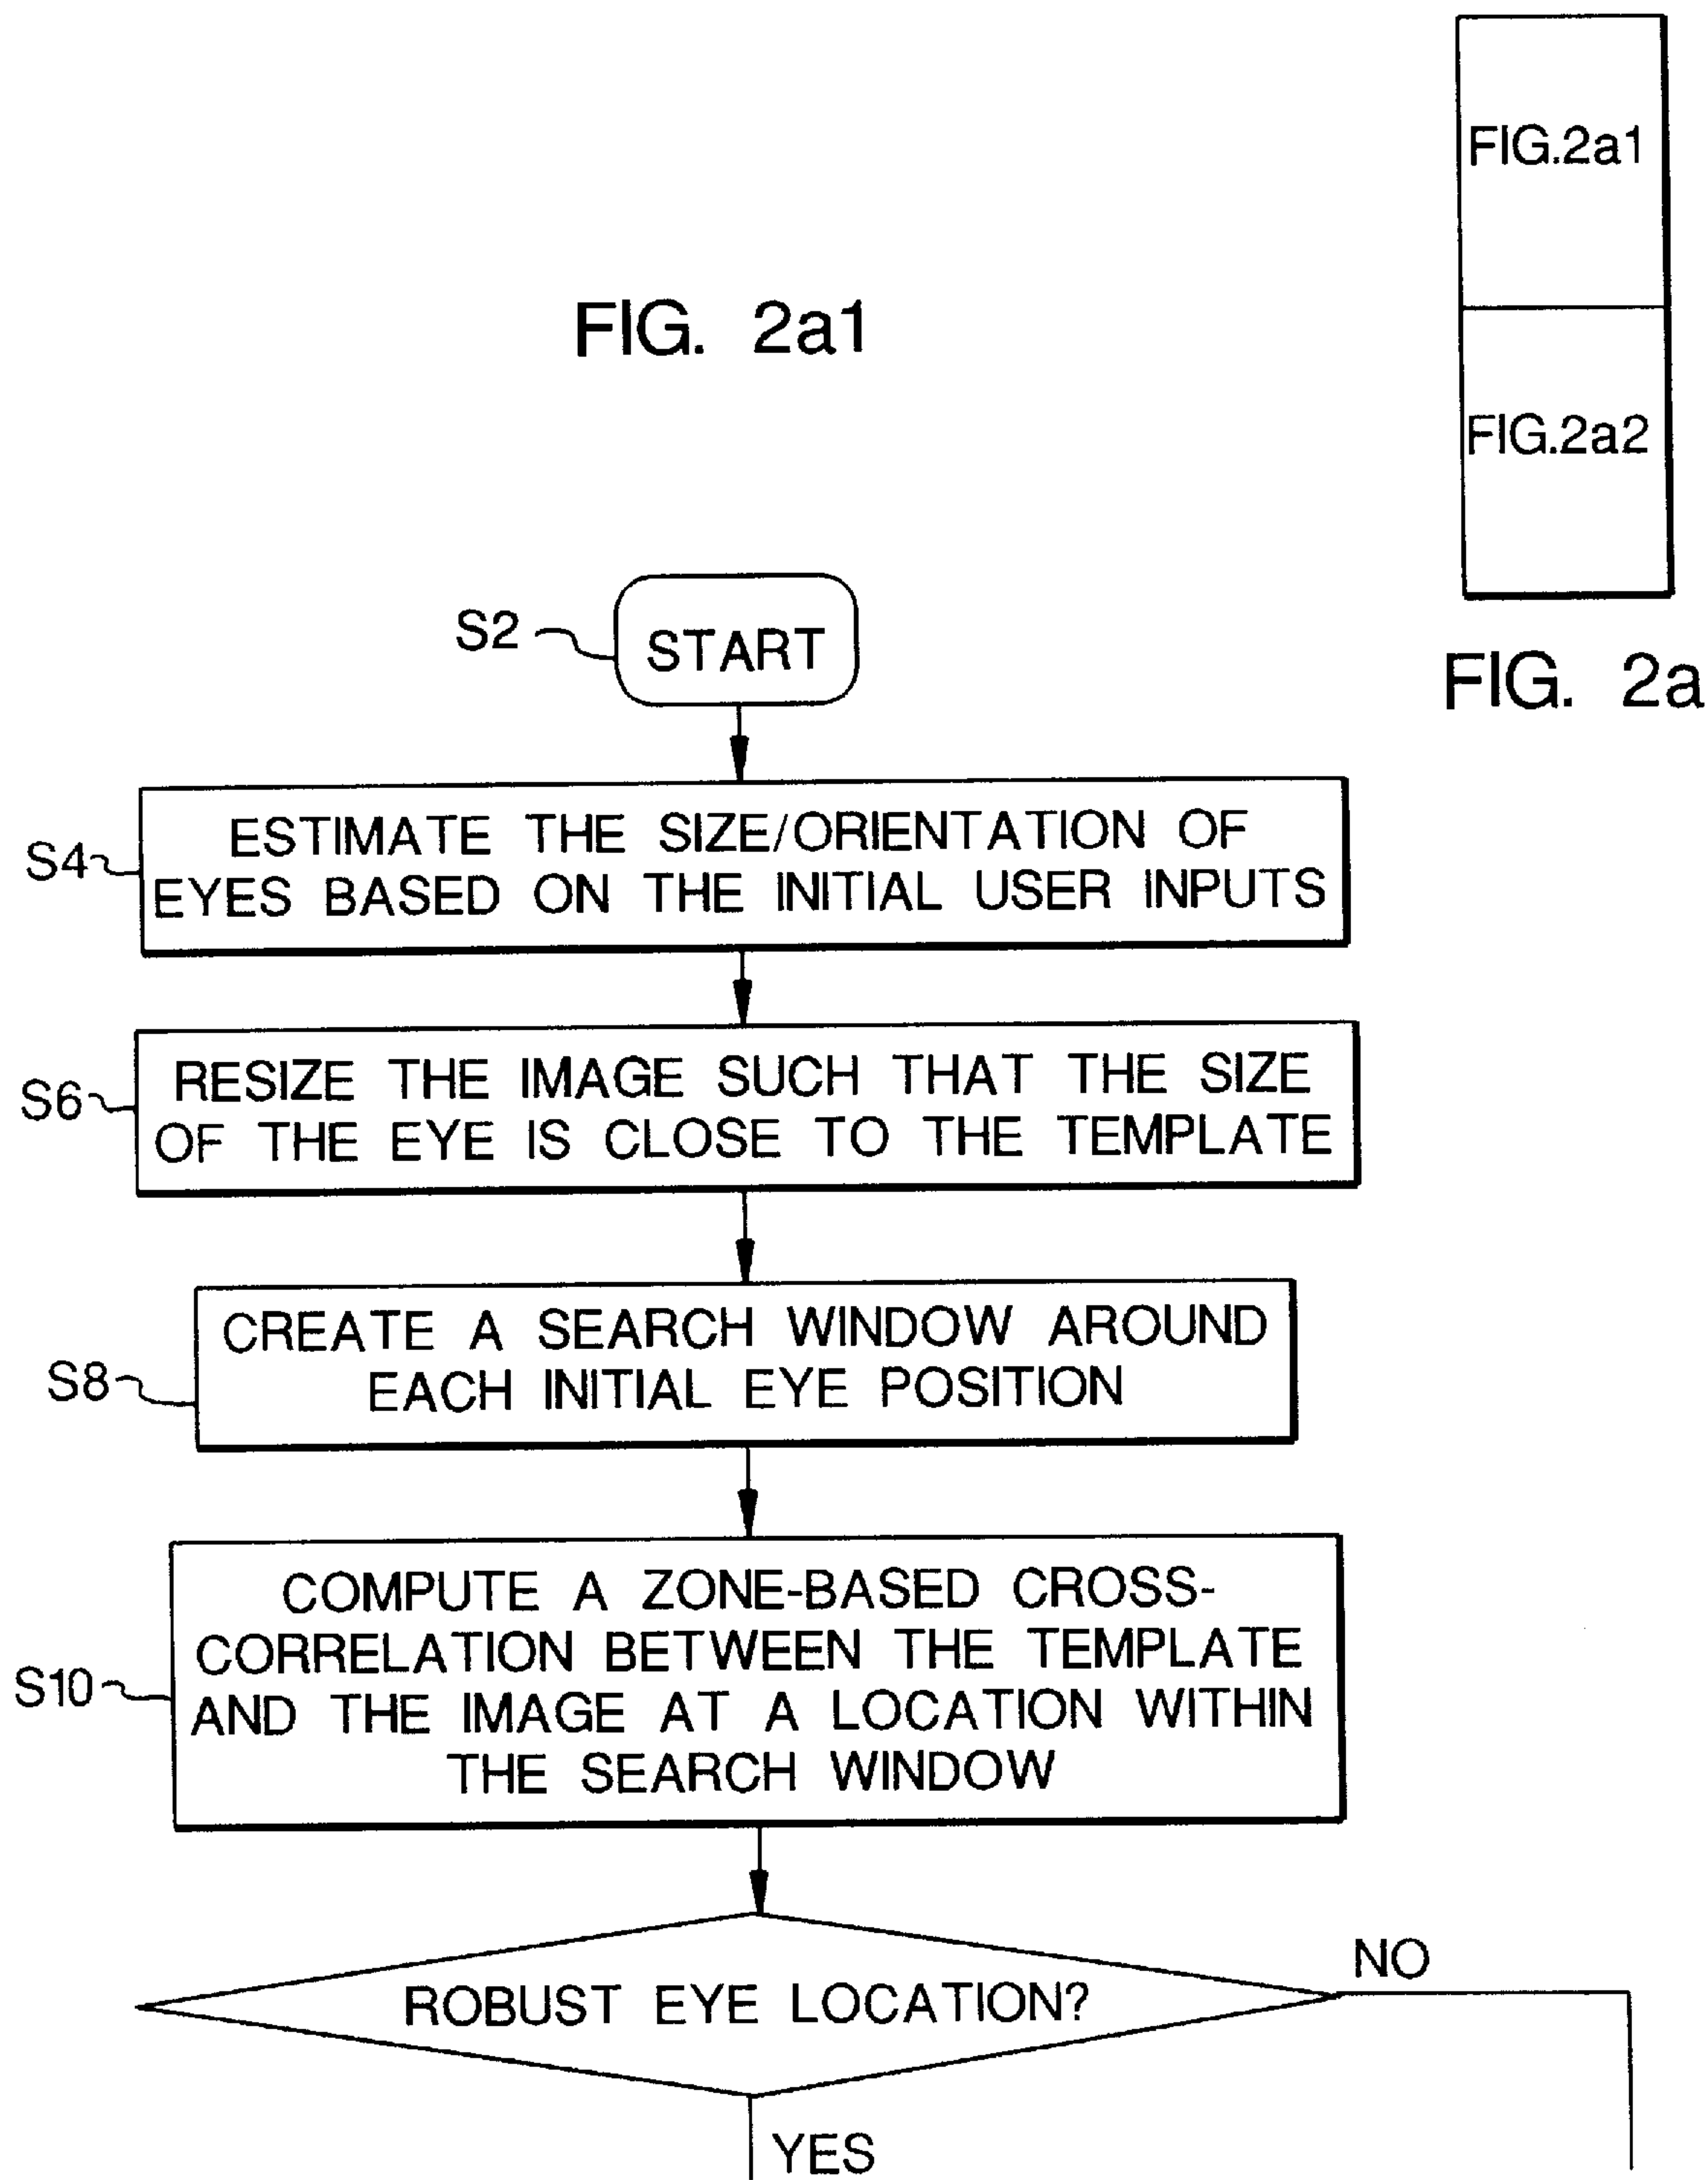 FIG.2a1
FIG.2a2
FIG. 2a
FIG. 2a1
S2
START
S4
ESTIMATE THE SIZE/ORIENTATION OF
EYES BASED ON THE INITIAL USER INPUTS
S6
RESIZE THE IMAGE SUCH THAT THE SIZE
OF THE EYE IS CLOSE TO THE TEMPLATE
S8
CREATE A SEARCH WINDOW AROUND
EACH INITIAL EYE POSITION
S10
COMPUTE A ZONE-BASED CROSS-
CORRELATION BETWEEN THE TEMPLATE
AND THE IMAGE AT A LOCATION WITHIN
THE SEARCH WINDOW
ROBUST EYE LOCATION?
NO
YES